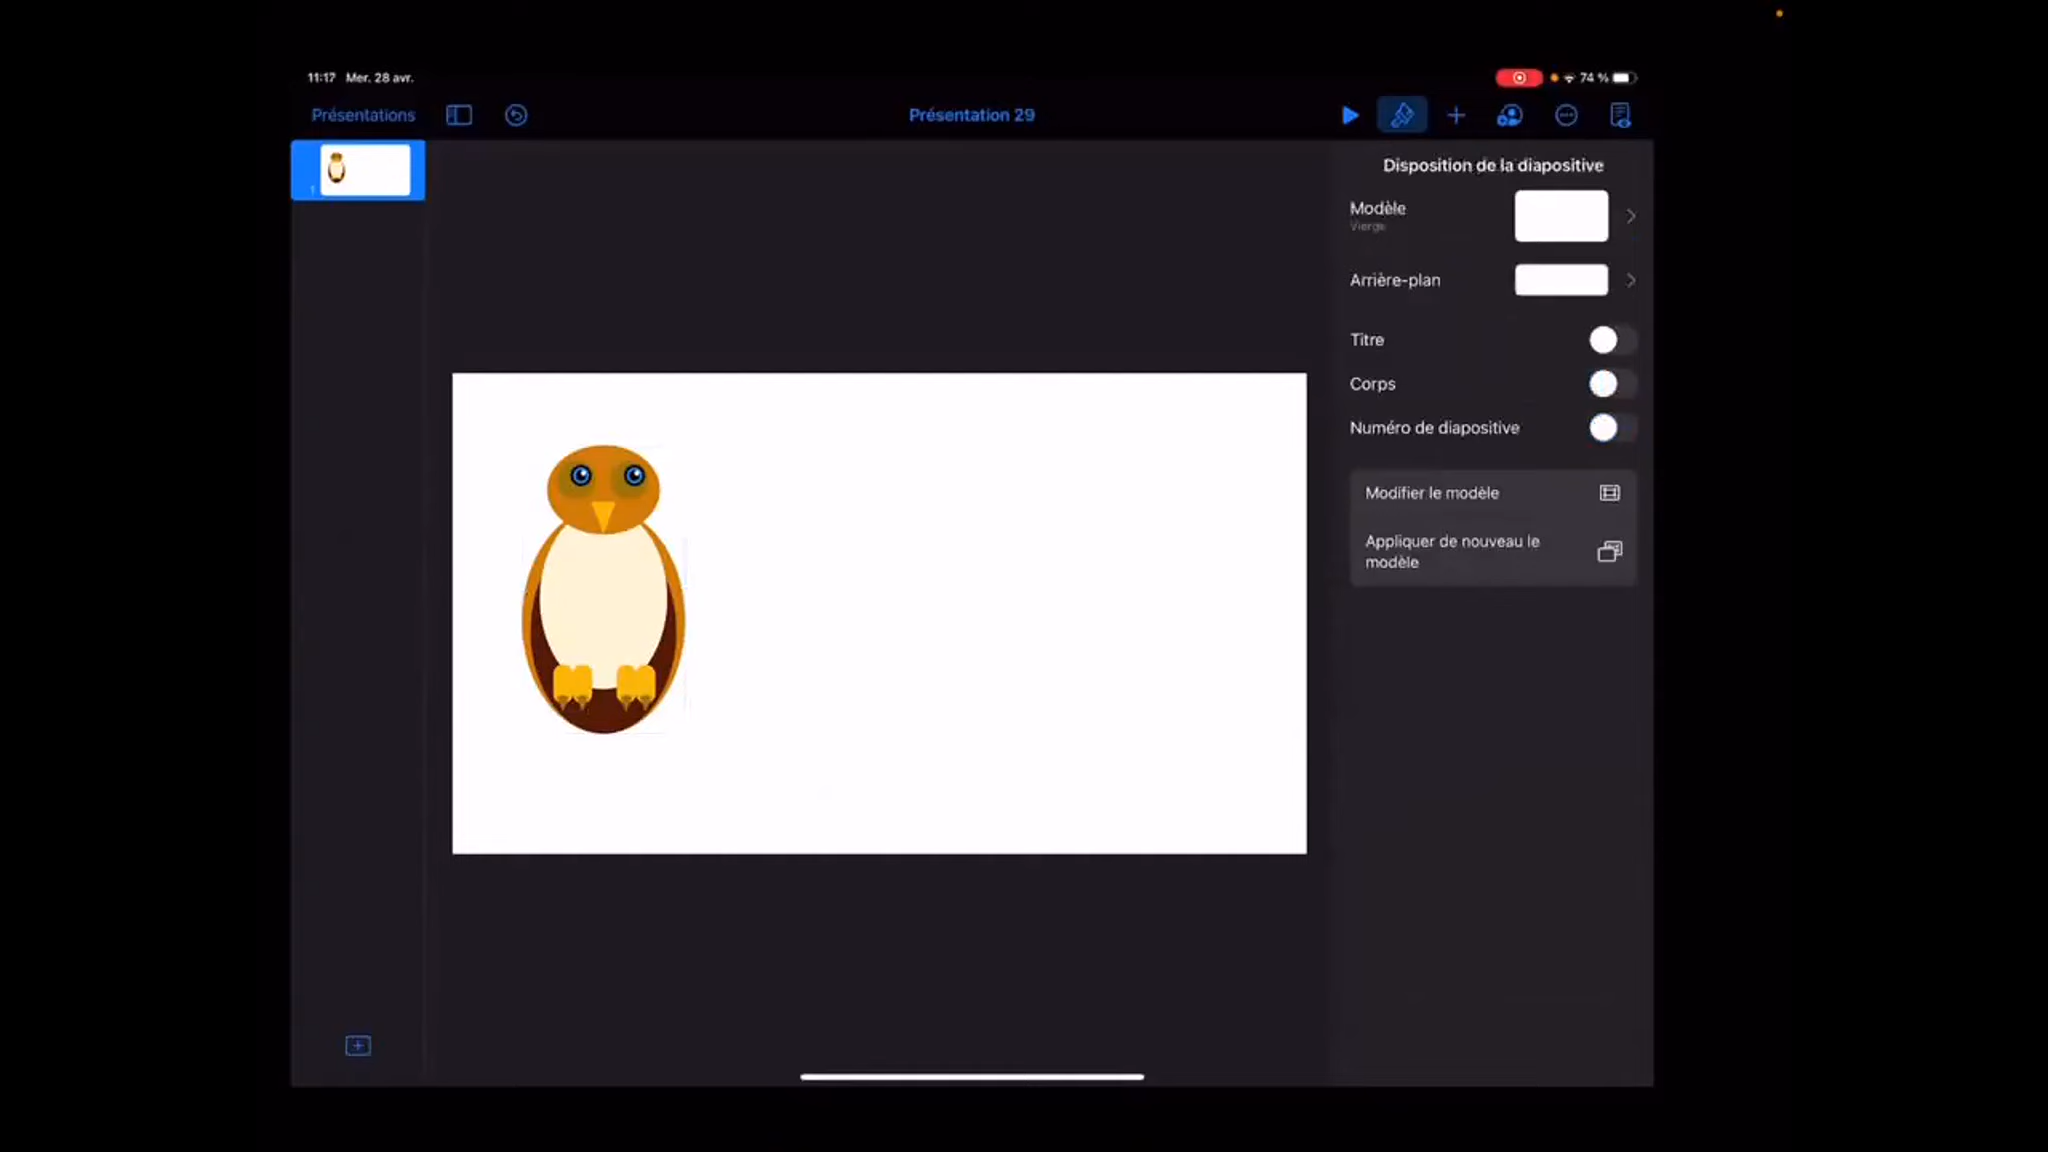 11:17 Mer. 28 avr.
74 %
Présentations
Présentation 29
1
Disposition de la diapositive
Modèle
Vierge
Arrière-plan
Titre
Corps
Numéro de diapositive
Modifier le modèle
Appliquer de nouveau le
modèle